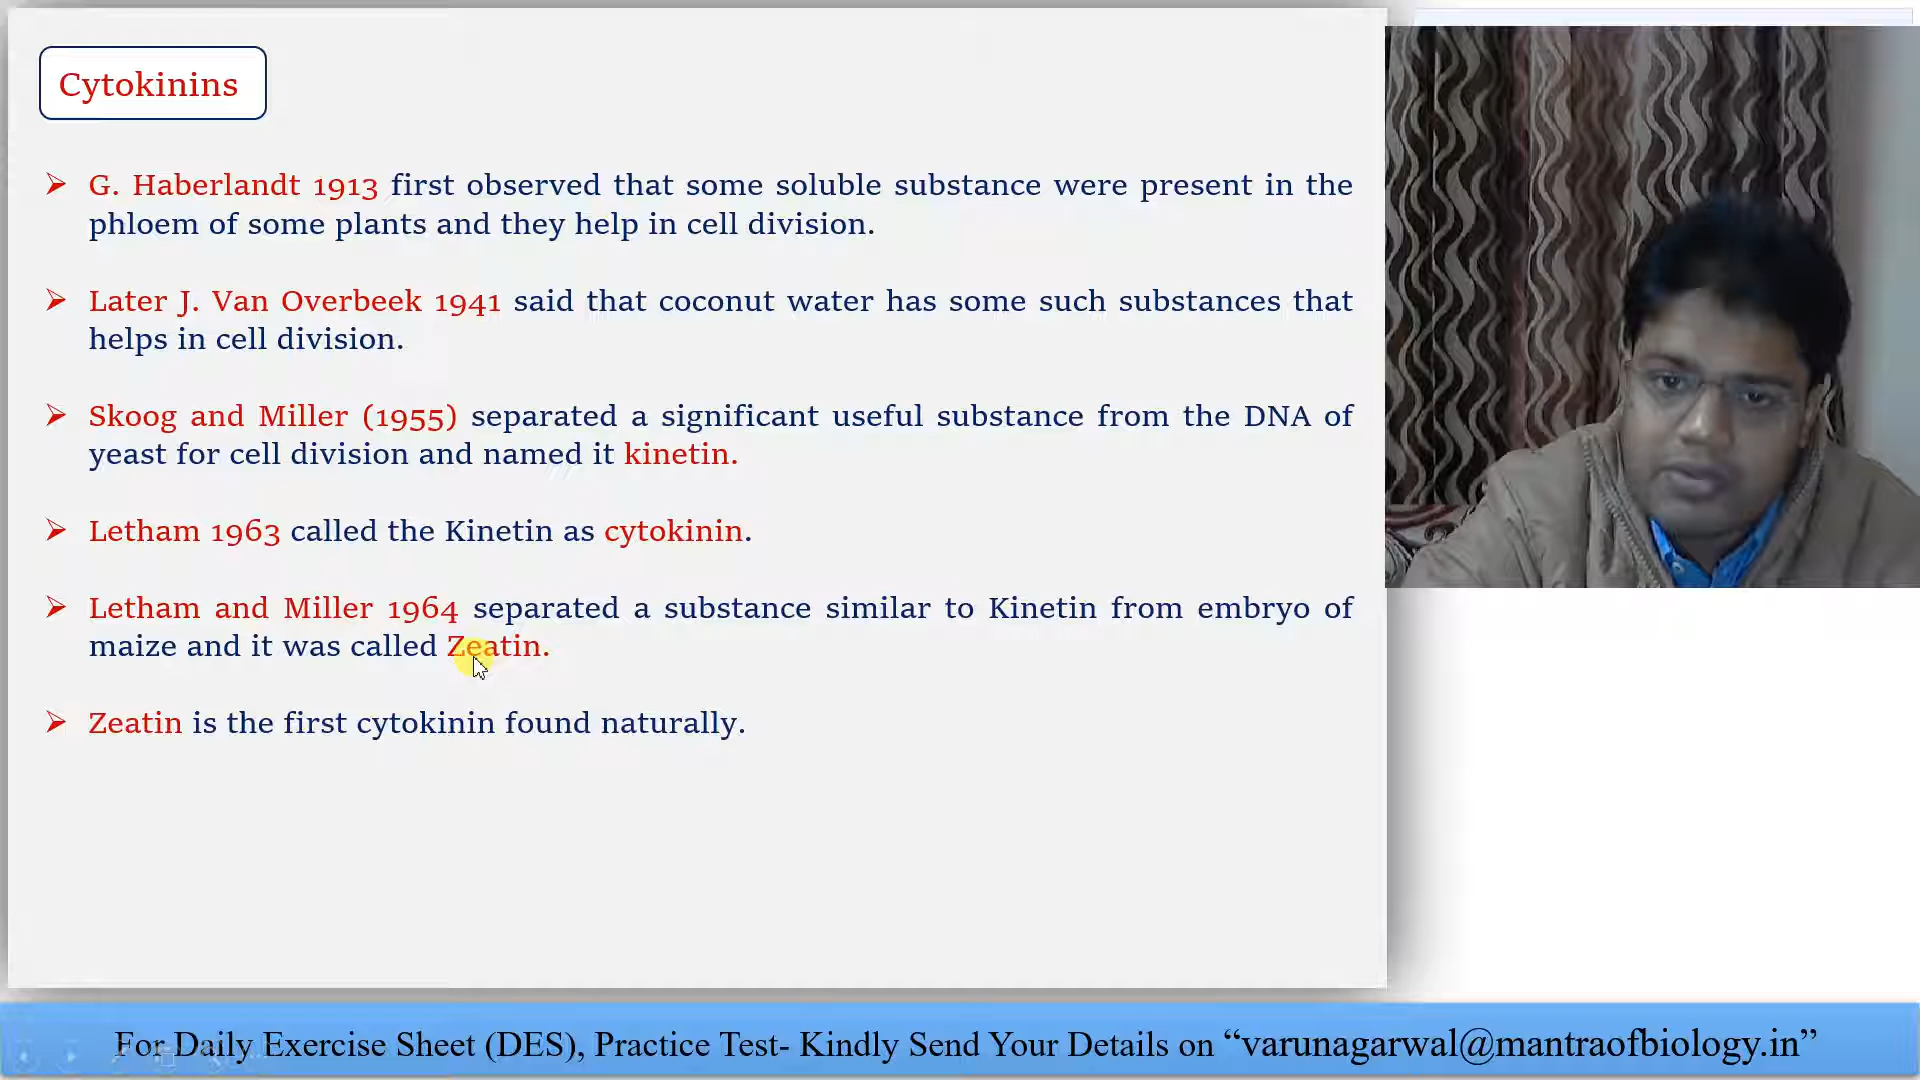 Cytokinins
G. Haberlandt 1913 first observed that some soluble substance were present in the
phloem of some plants and they help in cell division.
Later J. Van Overbeek 1941 said that coconut water has some such substances that
helps in cell division.
Skoog and Miller (1955) separated a significant useful substance from the DNA of
yeast for cell division and named it kinetin.
Letham 1963 called the Kinetin as cytokinin.
Letham and Miller 1964 separated a substance similar to Kinetin from embryo of
maize and it was called Zeatin.
Zeatin is the first cytokinin found naturally.
For Daily Exercise Sheet (DES), Practice Test- Kindly Send Your Details on “varunagarwal@mantraofbiology.in”